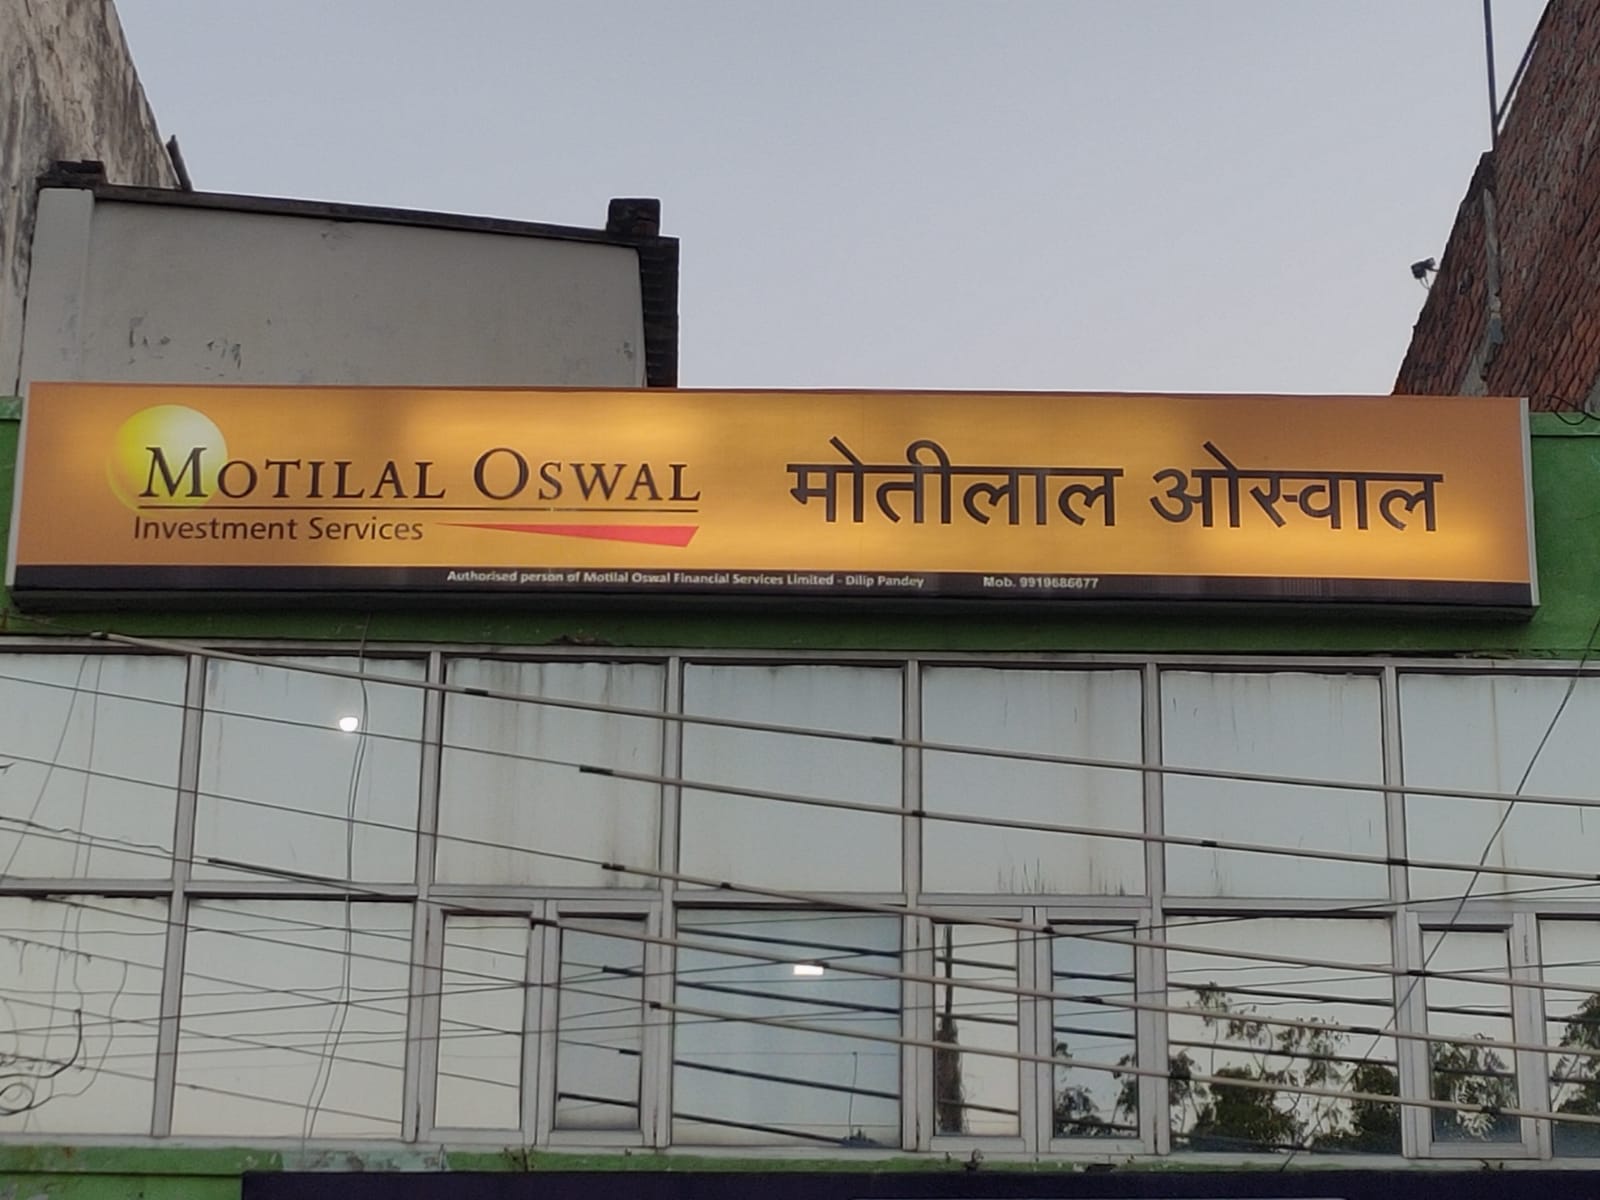 MOTILAL OSWAL
Investment Services
मोतीलाल ओस्वाल
Authorised person of Motilal Oswal Financial Services Limited - Dilip Pandey Mob. 9919686677